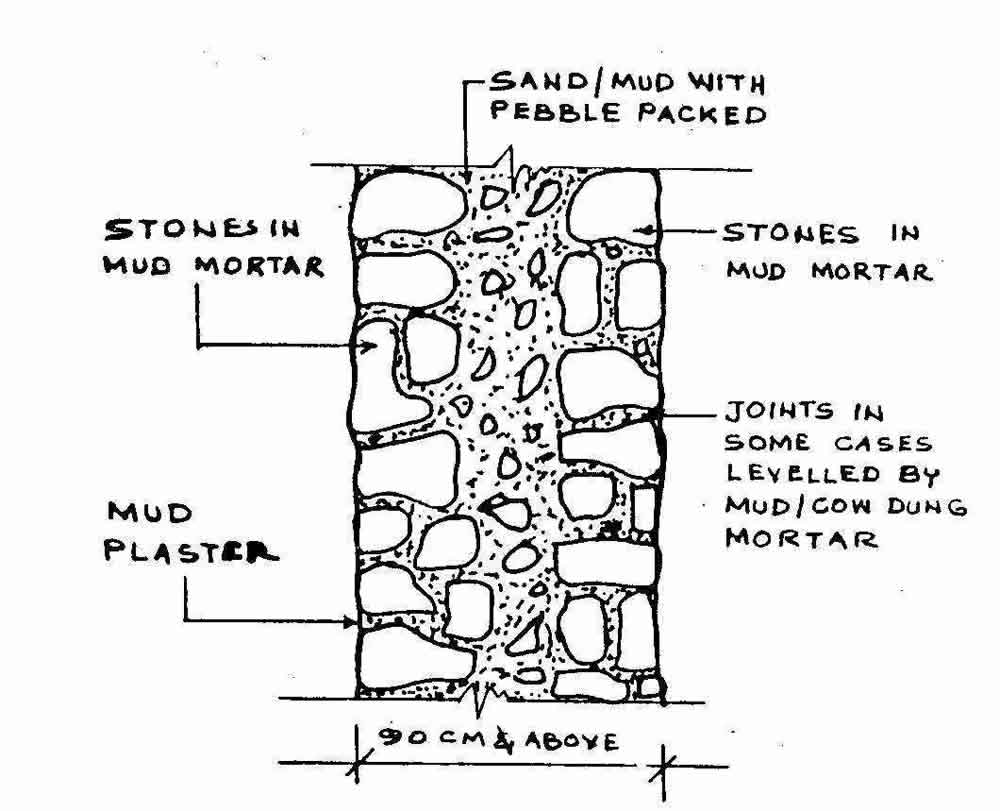 SAND/MUD WITH
PEBBLE PACKED
STONES IN
MUD MORTAR
STONES IN
MUD MORTAR
JOINTS IN
SOME CASES
LEVELLED BY
MUD/COW DUNG
MORTAR
MUD
PLASTER
90 CM & ABOVE